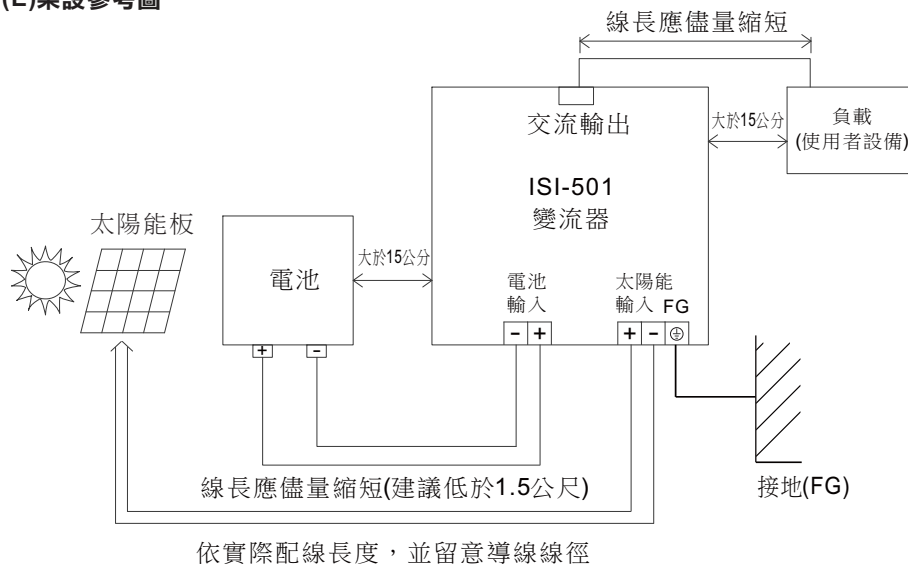 (E)架設參考圖
線長應儘量縮短
交流輸出
大於15公分
負載
(使用者設備)
ISI-501
變流器
太陽能板
電池
大於15公分
電池
輸入
太陽能
輸入 FG
- +
+ -
+ -
線長應儘量縮短(建議低於1.5公尺)
接地(FG)
依實際配線長度，並留意導線線徑